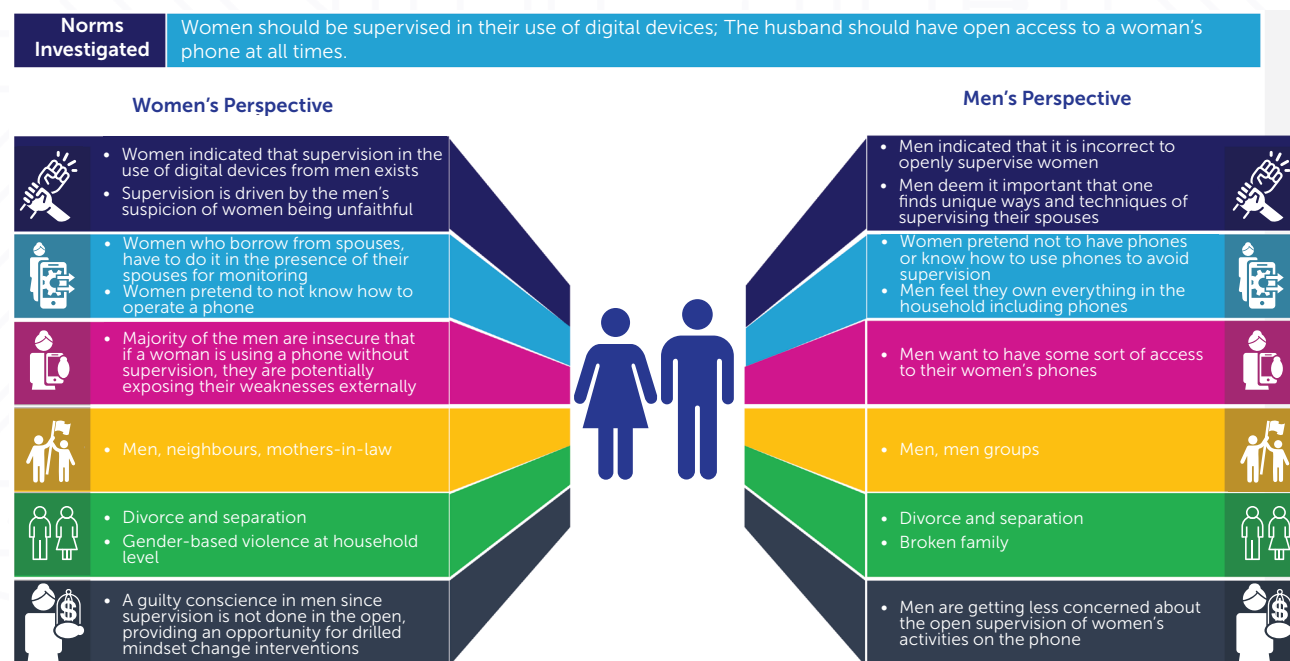 Norms
Investigated
Women should be supervised in their use of digital devices; The husband should have open access to a woman's
phone at all times.
Women's Perspective
Men's Perspective
• Women indicated that supervision in the
use of digital devices from men exists
• Supervision is driven by the men's
suspicion of women being unfaithful
• Women who borrow from spouses,
have to do it in the presence of their
spouses for monitoring
• Women pretend to not know how to
operate a phone
• Majority of the men are insecure that
if a woman is using a phone without
supervision, they are potentially
exposing their weaknesses externally
• Men, neighbours, mothers-in-law
• Divorce and separation
• Gender-based violence at household
level
• A guilty conscience in men since
supervision is not done in the open,
providing an opportunity for drilled
mindset change interventions
• Men indicated that it is incorrect to
openly supervise women
• Men deem it important that one
finds unique ways and techniques of
supervising their spouses
• Women pretend not to have phones
or know how to use phones to avoid
supervision
• Men feel they own everything in the
household including phones
• Men want to have some sort of access
to their women's phones
• Men, men groups
• Divorce and separation
• Broken family
• Men are getting less concerned about
the open supervision of women's
activities on the phone